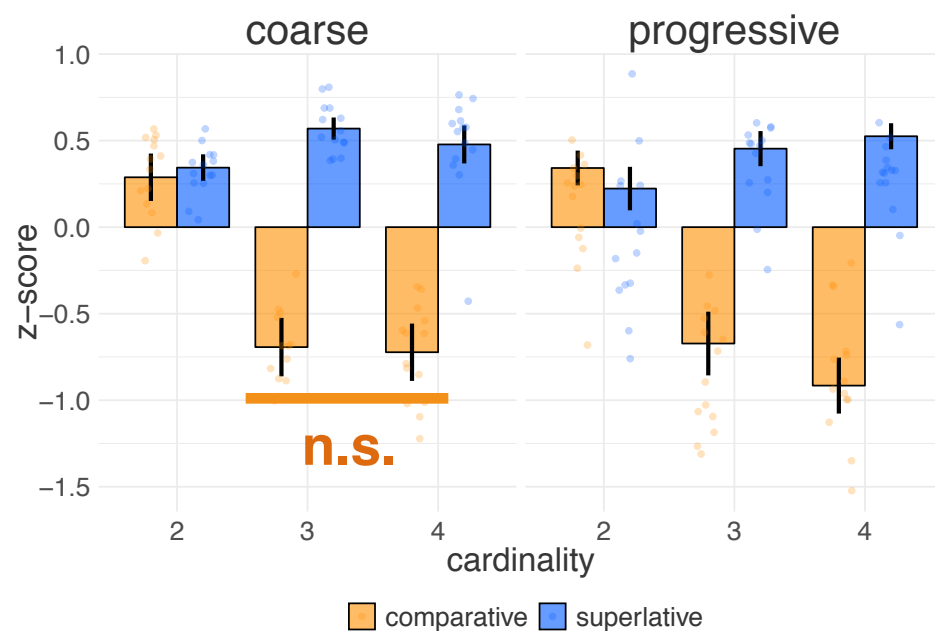 coarse
progressive
z−score
1.0
0.5
0.0
−0.5
−1.0
−1.5
n.s.
2
3
4
2
3
4
cardinality
comparative
superlative